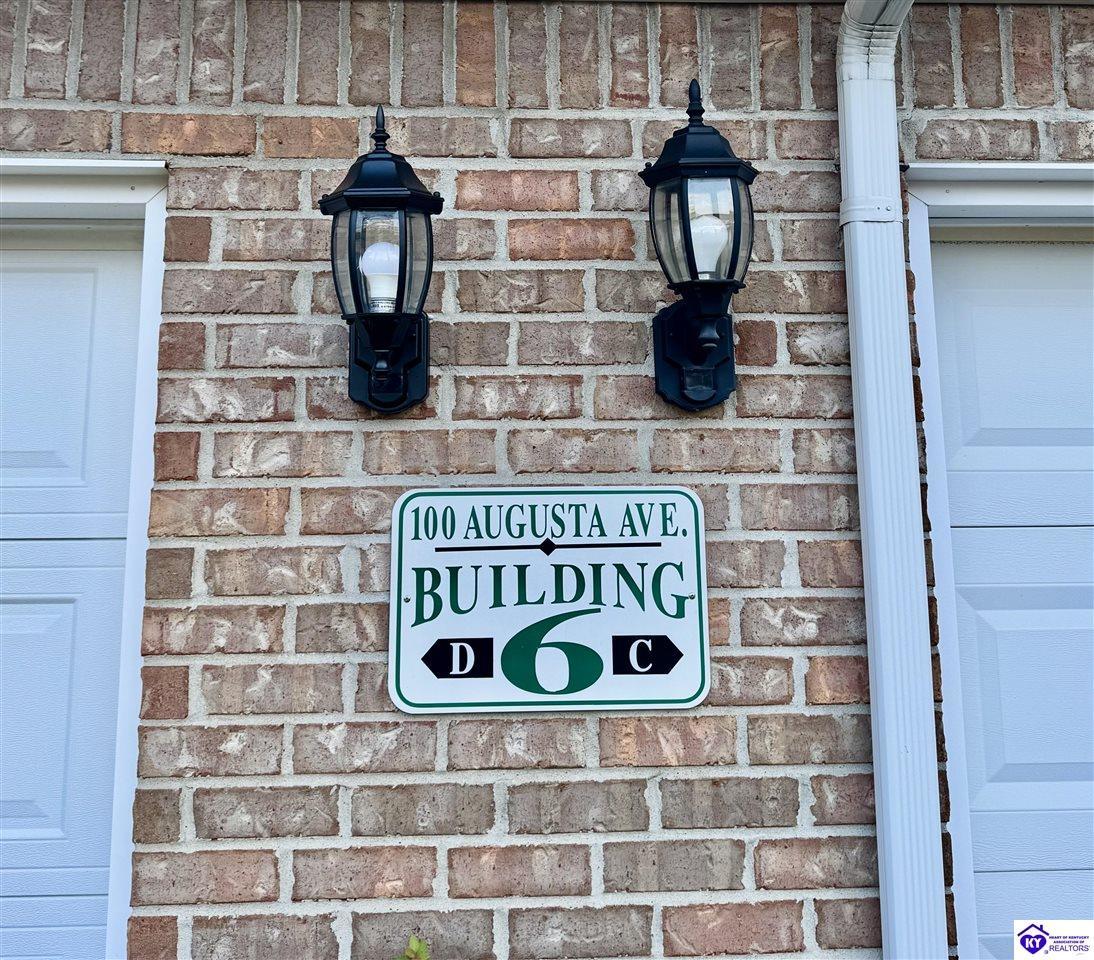 100 AUGUSTA AVE.
BUILDING
D 6 C
KY
HEART OF KENTUCKY
ASSOCIATION OF
REALTORS®